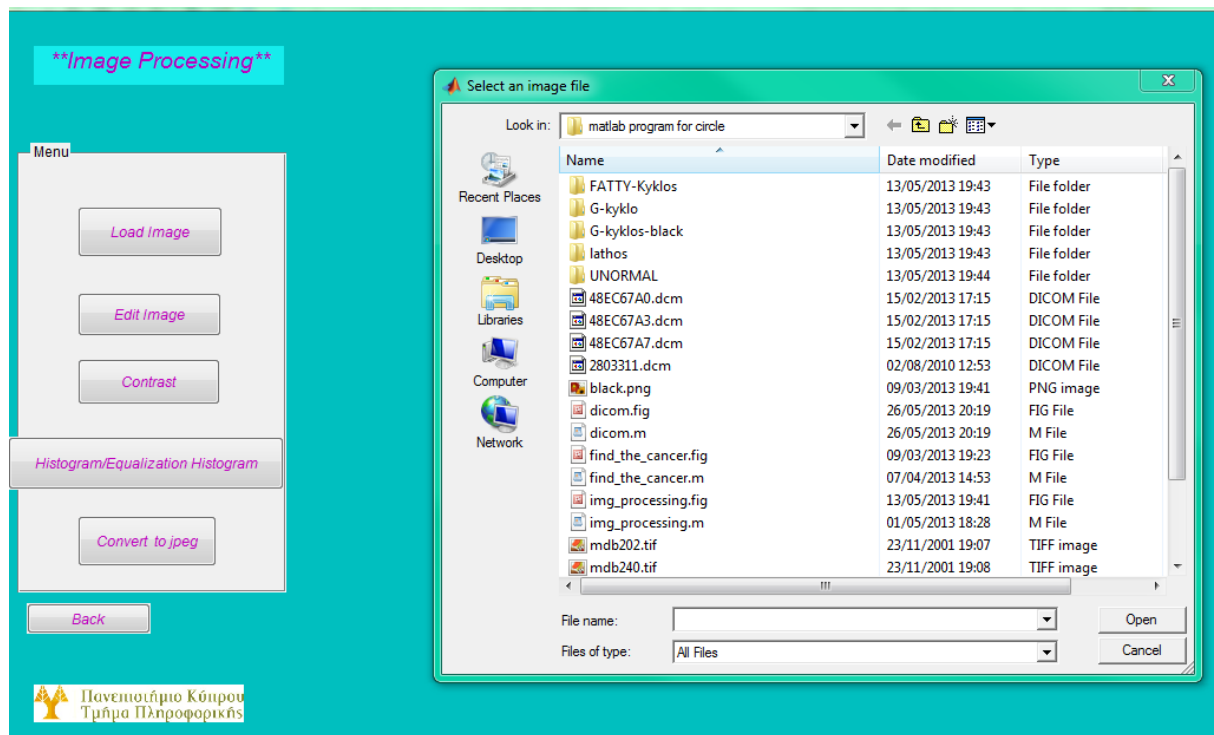 **Image Processing**
Menu
Load Image
Edit Image
Contrast
Histogram/Equalization Histogram
Convert to jpeg
Back
Πανεπιστήμιο Κύπρου
Τμήμα Πληροφορικής
Select an image file
Look in: matlab program for circle
Recent Places
Desktop
Libraries
Computer
Network
Name Date modified Type
FATTY-Kyklos 13/05/2013 19:43 File folder
G-kyklo 13/05/2013 19:43 File folder
G-kyklos-black 13/05/2013 19:43 File folder
lathos 13/05/2013 19:43 File folder
UNORMAL 13/05/2013 19:44 File folder
48EC67A0.dcm 15/02/2013 17:15 DICOM File
48EC67A3.dcm 15/02/2013 17:15 DICOM File
48EC67A7.dcm 15/02/2013 17:15 DICOM File
2803311.dcm 02/08/2010 12:53 DICOM File
black.png 09/03/2013 19:41 PNG image
dicom.fig 26/05/2013 20:19 FIG File
dicom.m 26/05/2013 20:19 M File
find_the_cancer.fig 09/03/2013 19:23 FIG File
find_the_cancer.m 07/04/2013 14:53 M File
img_processing.fig 13/05/2013 19:41 FIG File
img_processing.m 01/05/2013 18:28 M File
mdb202.tif 23/11/2001 19:07 TIFF image
mdb240.tif 23/11/2001 19:08 TIFF image
File name: Open
Files of type: All Files Cancel